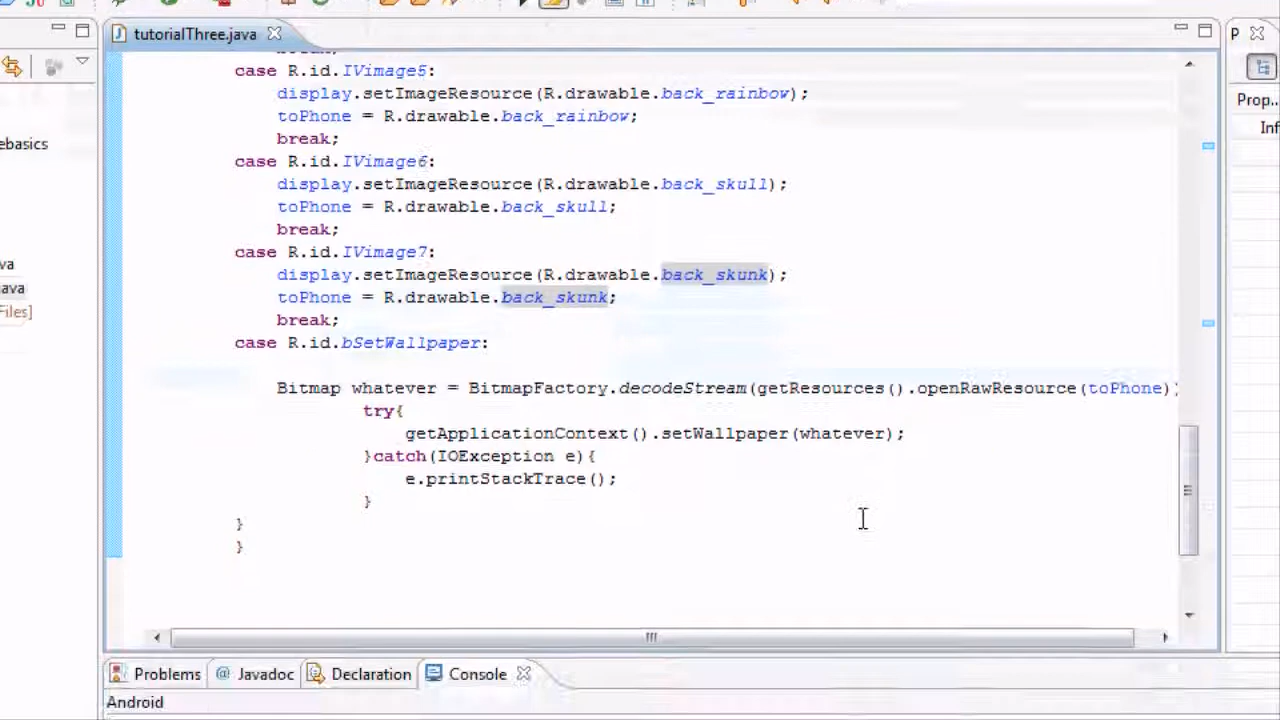 tutorialThree.java
P
case R.id.IVimage5:
Prop...
display.setImageResource(R.drawable.back_rainbow);
toPhone = R.drawable.back_rainbow;
Inf
break;
ebasics
case R.id.IVimage6:
display.setImageResource(R.drawable.back_skull);
toPhone = R.drawable.back_skull;
break;
case R.id.IVimage7:
va
display.setImageResource(R.drawable.back_skunk);
ava
toPhone = R.drawable.back_skunk;
Files]
break;
case R.id.bSetWallpaper:
Bitmap whatever = BitmapFactory.decodeStream(getResources().openRawResource(toPhone)
try{
getApplicationContext().setWallpaper(whatever);
}catch(IOException e){
e.printStackTrace();
}
}
}
Problems @ Javadoc Declaration Console
Android